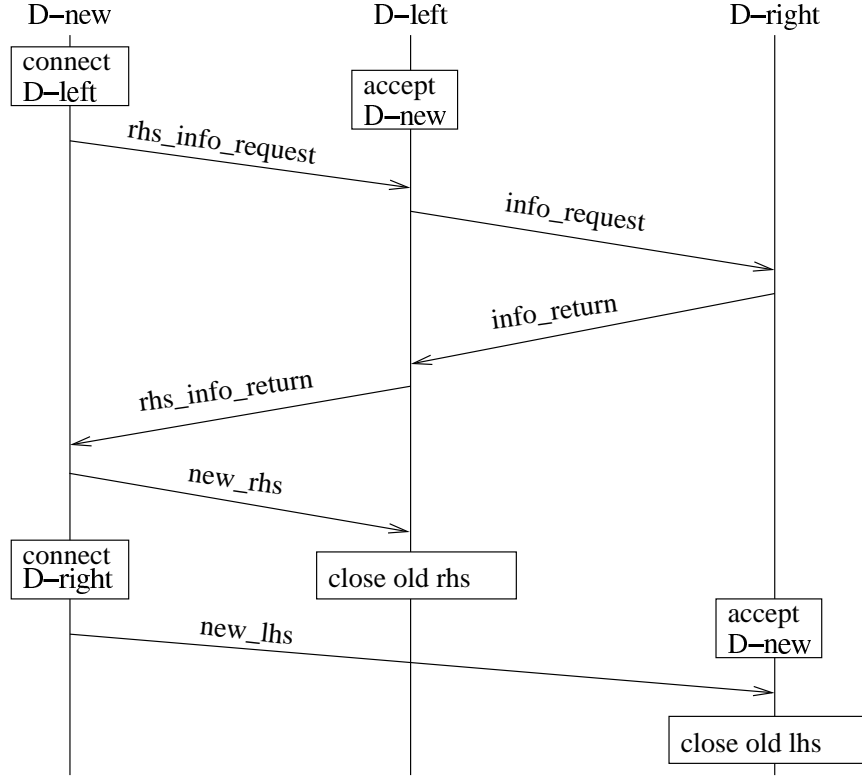 D-new
D-left
D-right
connect
D-left
accept
D-new
rhs_info_request
info_request
info_return
rhs_info_return
new_rhs
connect
D-right
close old rhs
accept
D-new
new_lhs
close old lhs